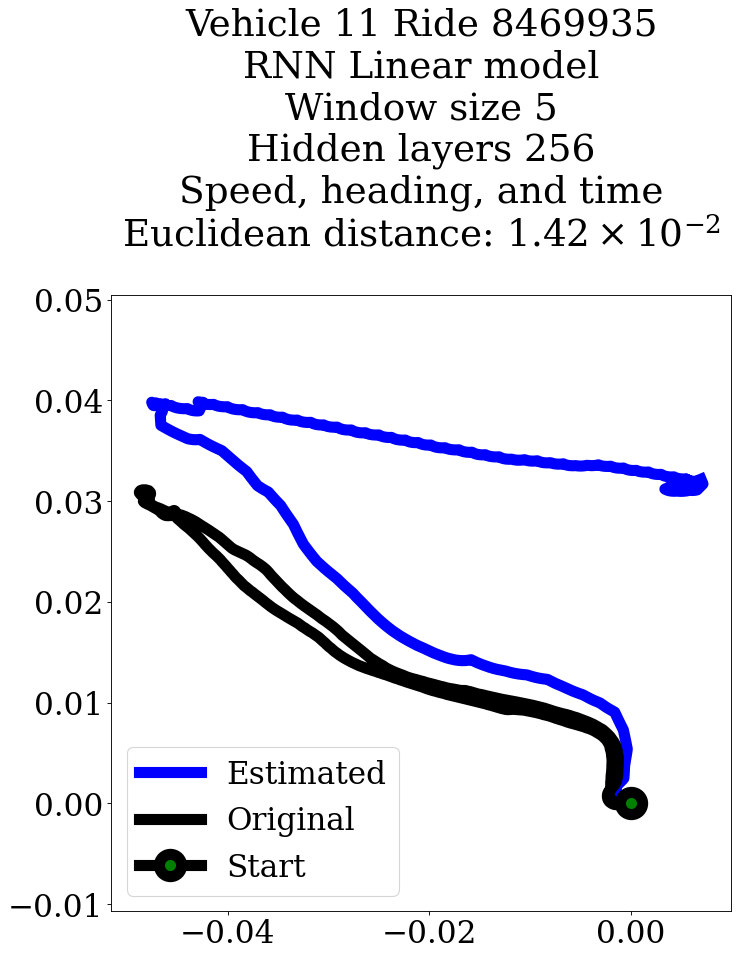 Vehicle 11 Ride 8469935
RNN Linear model
Window size 5
Hidden layers 256
Speed, heading, and time
Euclidean distance: 1.42 × 10⁻²
0.05
0.04
0.03
0.02
0.01
0.00
−0.01
Estimated
Original
Start
−0.04
−0.02
0.00